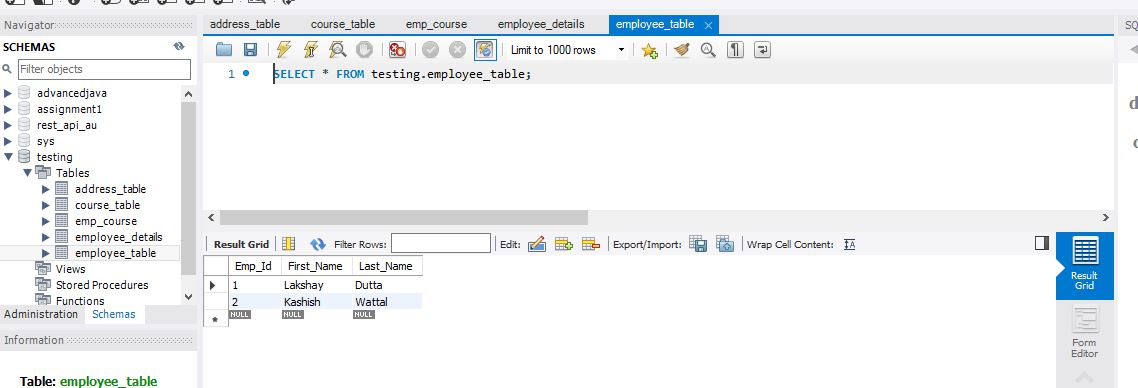 Navigator
SCHEMAS
Filter objects
advancedjava
assignment1
rest_api_au
sys
testing
Tables
address_table
course_table
emp_course
employee_details
employee_table
Views
Stored Procedures
Functions
Administration Schemas
Information
Table: employee_table
address_table course_table emp_course employee_details employee_table
Limit to 1000 rows
1 SELECT * FROM testing.employee_table;
Result Grid Filter Rows: Edit: Export/Import: Wrap Cell Content:
Emp_Id First_Name Last_Name
1 Lakshay Dutta
2 Kashish Wattal
NULL NULL NULL
Result
Grid
Form
Editor
SQ
d